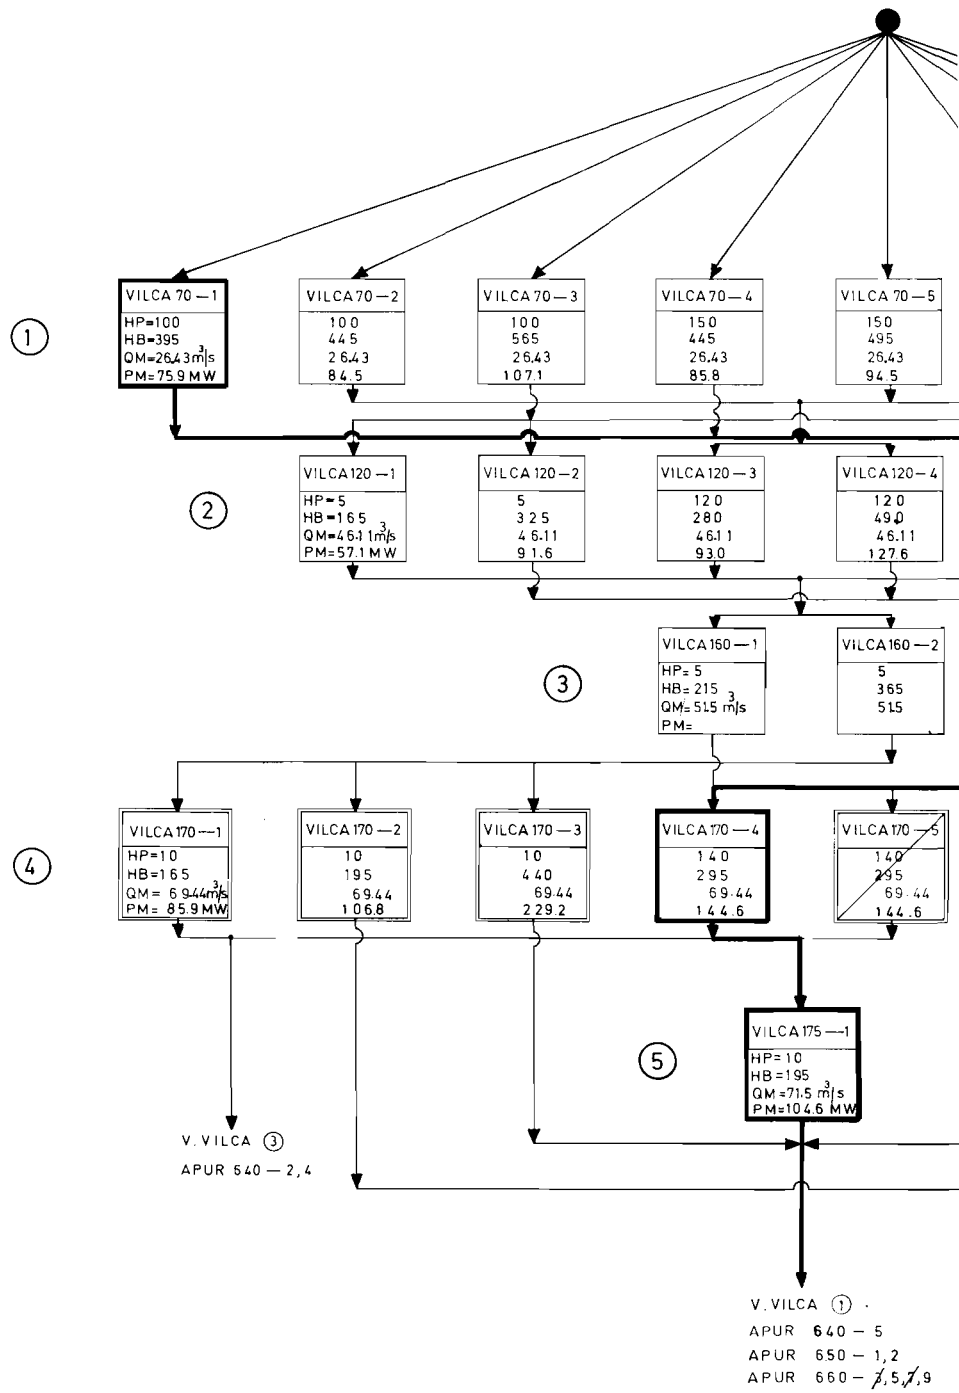 VILCA 70—1
HP=100
HB=395
QM=26.43 m³/s
PM=75.9 MW
VILCA 70—2
100
445
26.43
84.5
VILCA 70—3
100
565
26.43
107.1
VILCA 70—4
150
445
26.43
85.8
VILCA 70—5
150
495
26.43
94.5
1
VILCA 120—1
HP=5
HB=165
QM=46.11 m³/s
PM=57.1 MW
VILCA 120—2
5
325
46.11
91.6
VILCA 120—3
120
280
46.11
93.0
VILCA 120—4
120
490
46.11
127.6
2
VILCA 160—1
HP= 5
HB= 215
QM= 51.5 m³/s
PM=
VILCA 160—2
5
365
51.5
3
VILCA 170—1
HP=10
HB=165
QM= 69.44 m³/s
PM= 85.9 MW
VILCA 170—2
10
195
69.44
106.8
VILCA 170—3
10
440
69.44
229.2
VILCA 170—4
140
295
69.44
144.6
VILCA 170—5
140
295
69.44
144.6
4
VILCA 175—1
HP= 10
HB=195
QM=71.5 m³/s
PM=104.6 MW
5
V. VILCA 3
APUR 640 — 2,4
V. VILCA 1
APUR 640 — 5
APUR 650 — 1,2
APUR 660 — 3,5,7,9